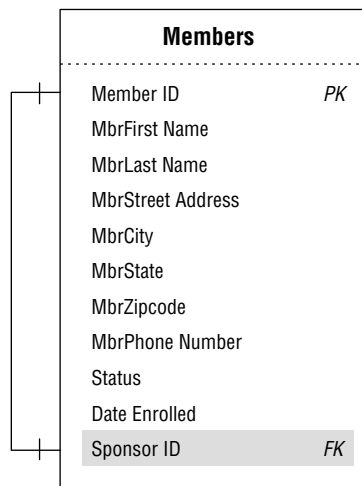 Members
Member ID PK
MbrFirst Name
MbrLast Name
MbrStreet Address
MbrCity
MbrState
MbrZipcode
MbrPhone Number
Status
Date Enrolled
Sponsor ID FK